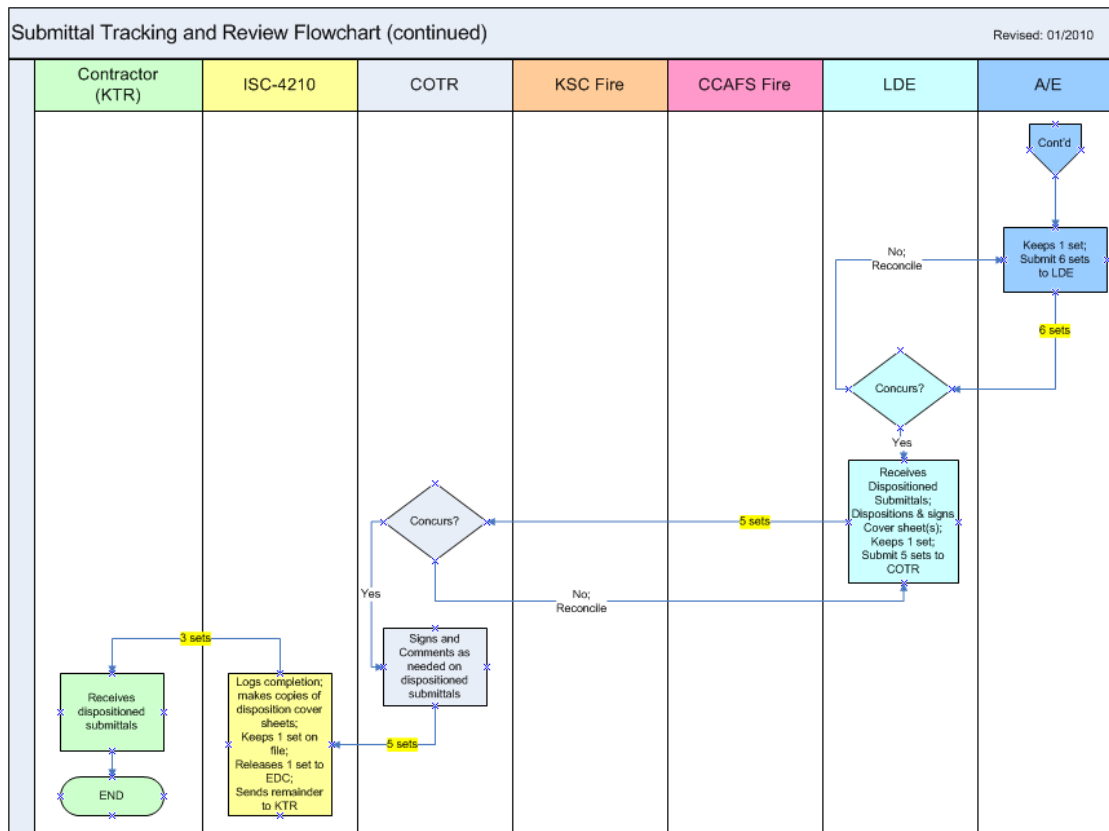 Submittal Tracking and Review Flowchart (continued)
Revised: 01/2010
Contractor
(KTR)
ISC-4210
COTR
KSC Fire
CCAFS Fire
LDE
A/E
Cont'd
Keeps 1 set;
Submit 6 sets
to LDE
No;
Reconcile
6 sets
Concurs?
Yes
Receives
Dispositioned
Submittals;
Dispositions & signs
Cover sheet(s);
Keeps 1 set;
Submit 5 sets to
COTR
5 sets
Concurs?
Yes
No;
Reconcile
Signs and
Comments as
needed on
dispositioned
submittals
5 sets
Logs completion;
makes copies of
disposition cover
sheets;
Keeps 1 set on
file;
Releases 1 set to
EDC;
Sends remainder
to KTR
3 sets
Receives
dispositioned
submittals
END